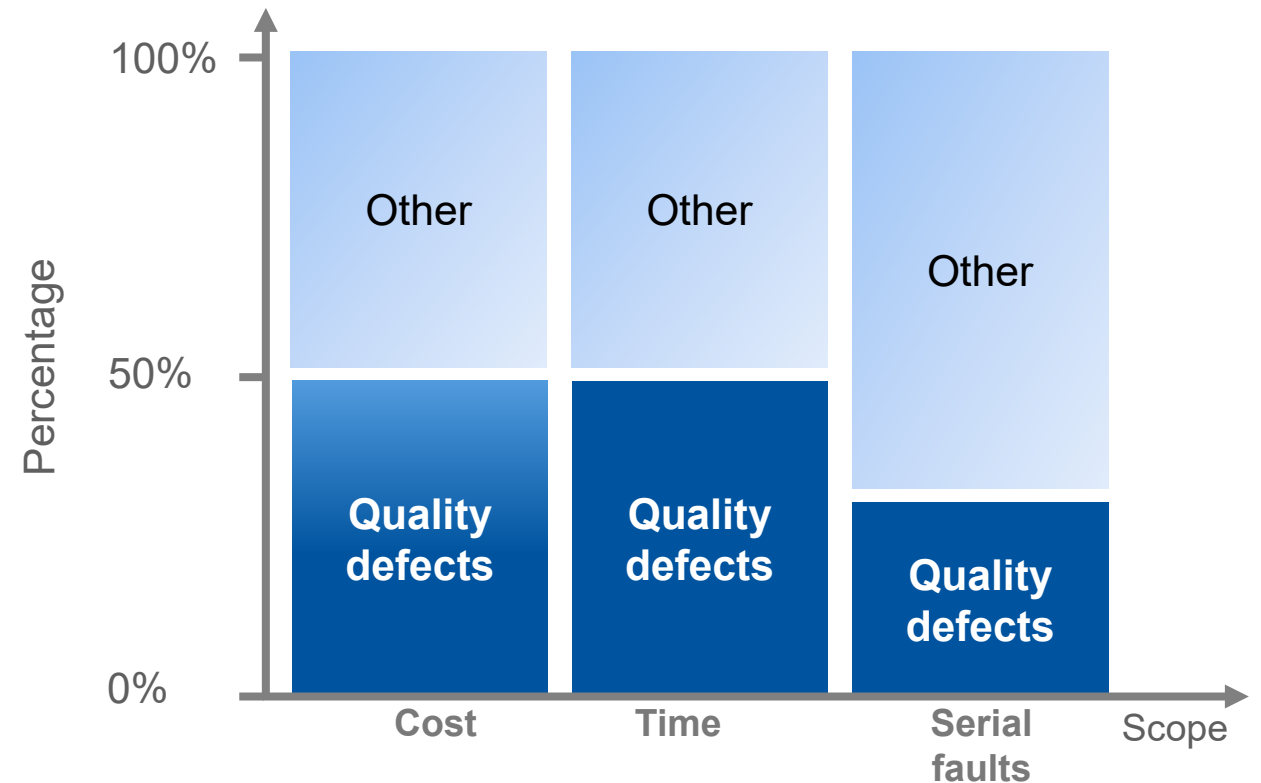 100%
50%
0%
Percentage
Other
Other
Other
Quality
defects
Quality
defects
Quality
defects
Cost
Time
Serial
faults
Scope